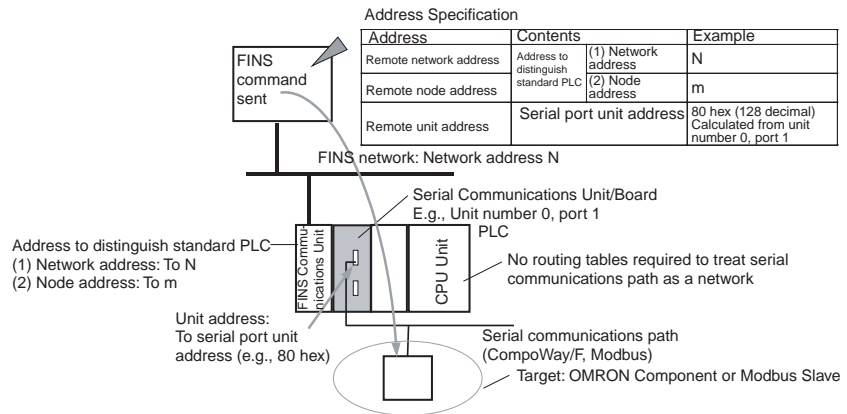 Address Specification
Address Contents Example
Remote network address Address to distinguish standard PLC (1) Network address N
Remote node address (2) Node address m
Remote unit address Serial port unit address 80 hex (128 decimal)
Calculated from unit
number 0, port 1
FINS
command
sent
FINS network: Network address N
Serial Communications Unit/Board
E.g., Unit number 0, port 1
PLC
Address to distinguish standard PLC
(1) Network address: To N
(2) Node address: To m
FINS Commu-
nications Unit
CPU Unit
No routing tables required to treat serial
communications path as a network
Unit address:
To serial port unit
address (e.g., 80 hex)
Serial communications path
(CompoWay/F, Modbus)
Target: OMRON Component or Modbus Slave